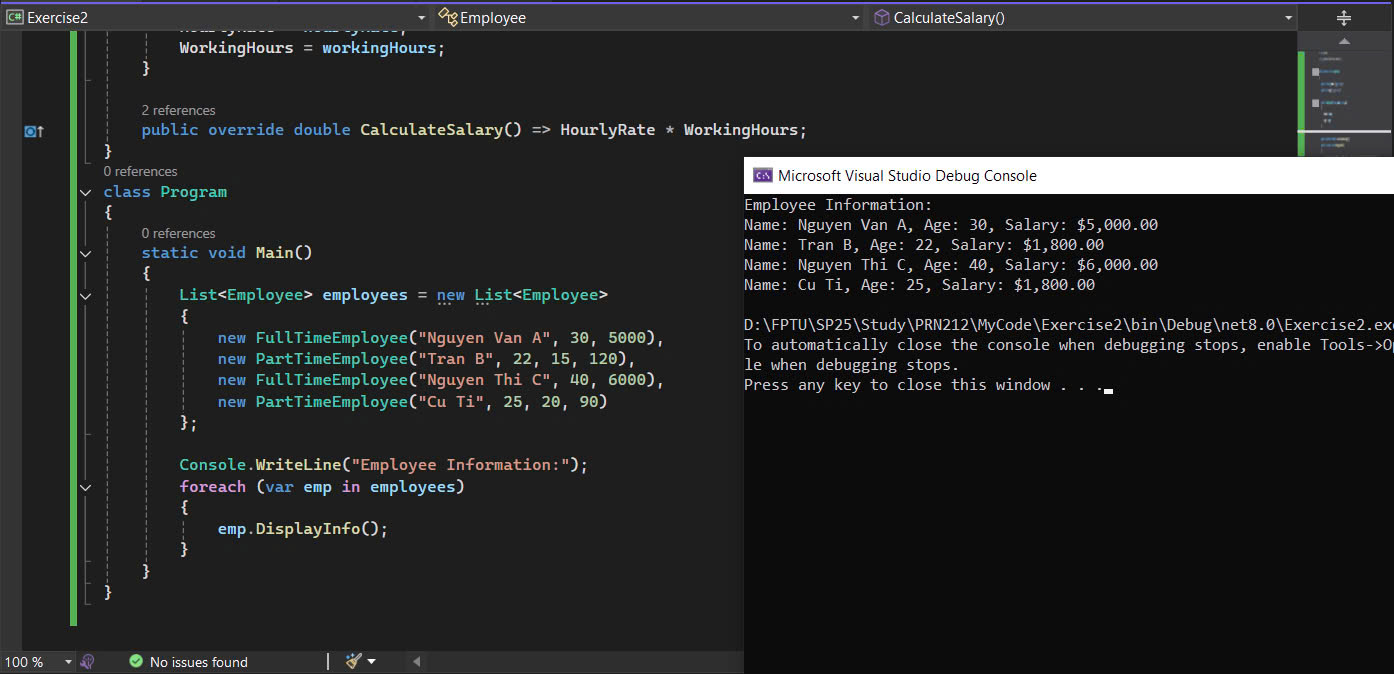 C# Exercise2
Employee
CalculateSalary()
WorkingHours = workingHours;
}
2 references
public override double CalculateSalary() => HourlyRate * WorkingHours;
}
0 references
class Program
{
0 references
static void Main()
{
List<Employee> employees = new List<Employee>
{
new FullTimeEmployee("Nguyen Van A", 30, 5000),
new PartTimeEmployee("Tran B", 22, 15, 120),
new FullTimeEmployee("Nguyen Thi C", 40, 6000),
new PartTimeEmployee("Cu Ti", 25, 20, 90)
};
Console.WriteLine("Employee Information:");
foreach (var emp in employees)
{
emp.DisplayInfo();
}
}
}
100 %
No issues found
C:\ Microsoft Visual Studio Debug Console
Employee Information:
Name: Nguyen Van A, Age: 30, Salary: $5,000.00
Name: Tran B, Age: 22, Salary: $1,800.00
Name: Nguyen Thi C, Age: 40, Salary: $6,000.00
Name: Cu Ti, Age: 25, Salary: $1,800.00
D:\FPTU\SP25\Study\PRN212\MyCode\Exercise2\bin\Debug\net8.0\Exercise2.exe
To automatically close the console when debugging stops, enable Tools->Op
le when debugging stops.
Press any key to close this window . . .